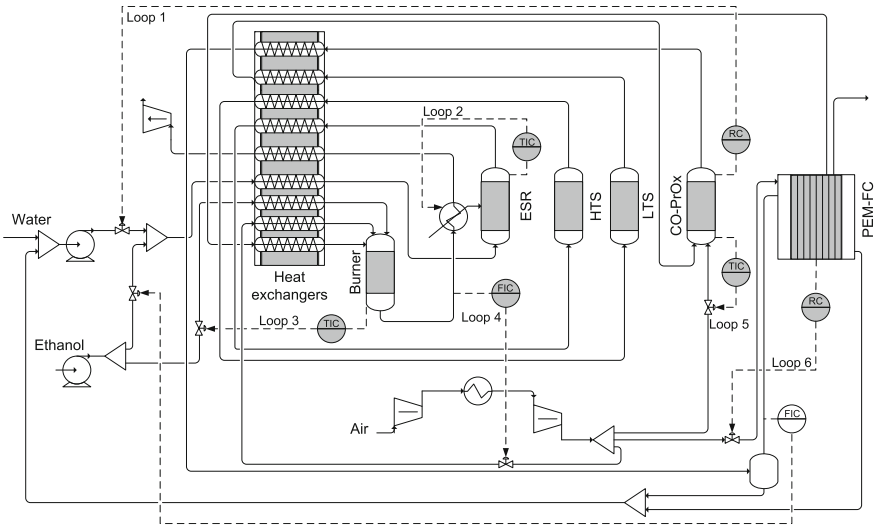 Loop 1
RC
Loop 2
TIC
ESR
HTS
LTS
CO-PrOx
PEM-FC
Water
Heat
exchangers
Burner
TIC
FIC
RC
Loop 3
TIC
Loop 4
Loop 5
Ethanol
Loop 6
Air
FIC